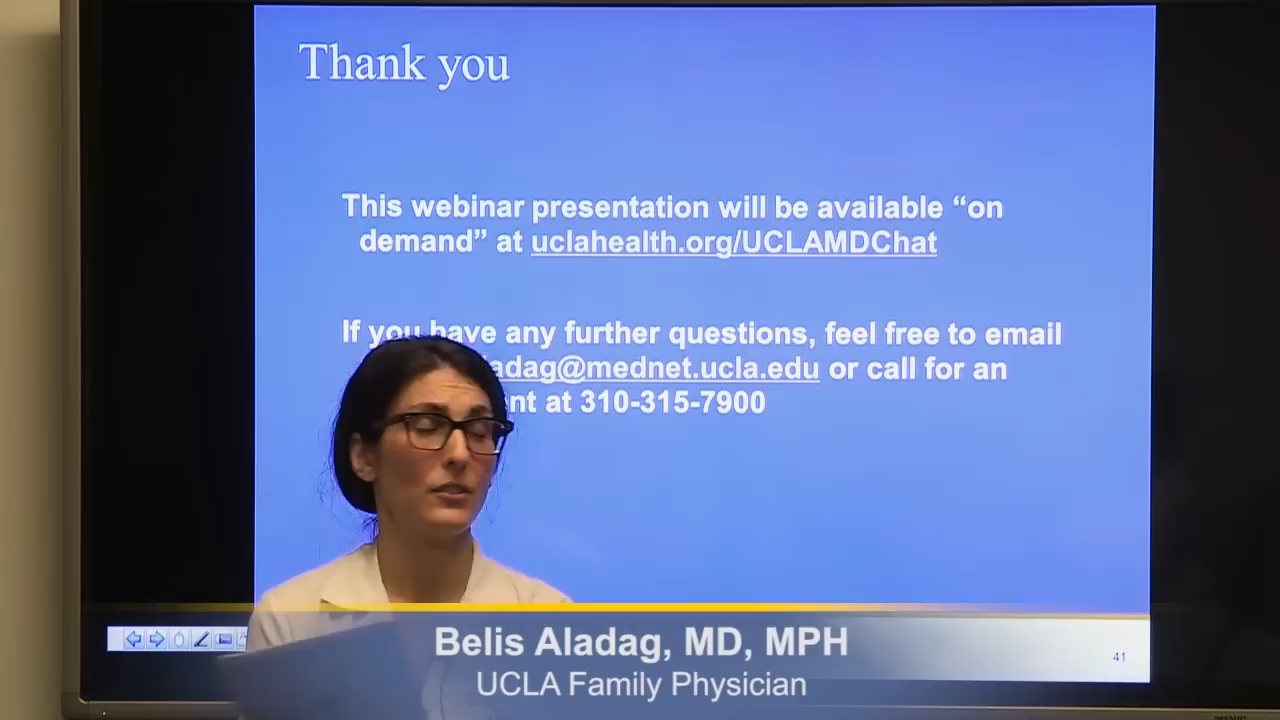 Thank you
This webinar presentation will be available “on
demand” at uclahealth.org/UCLAMDChat
If you have any further questions, feel free to email
adag@mednet.ucla.edu or call for an
nt at 310-315-7900
Belis Aladag, MD, MPH
UCLA Family Physician
41